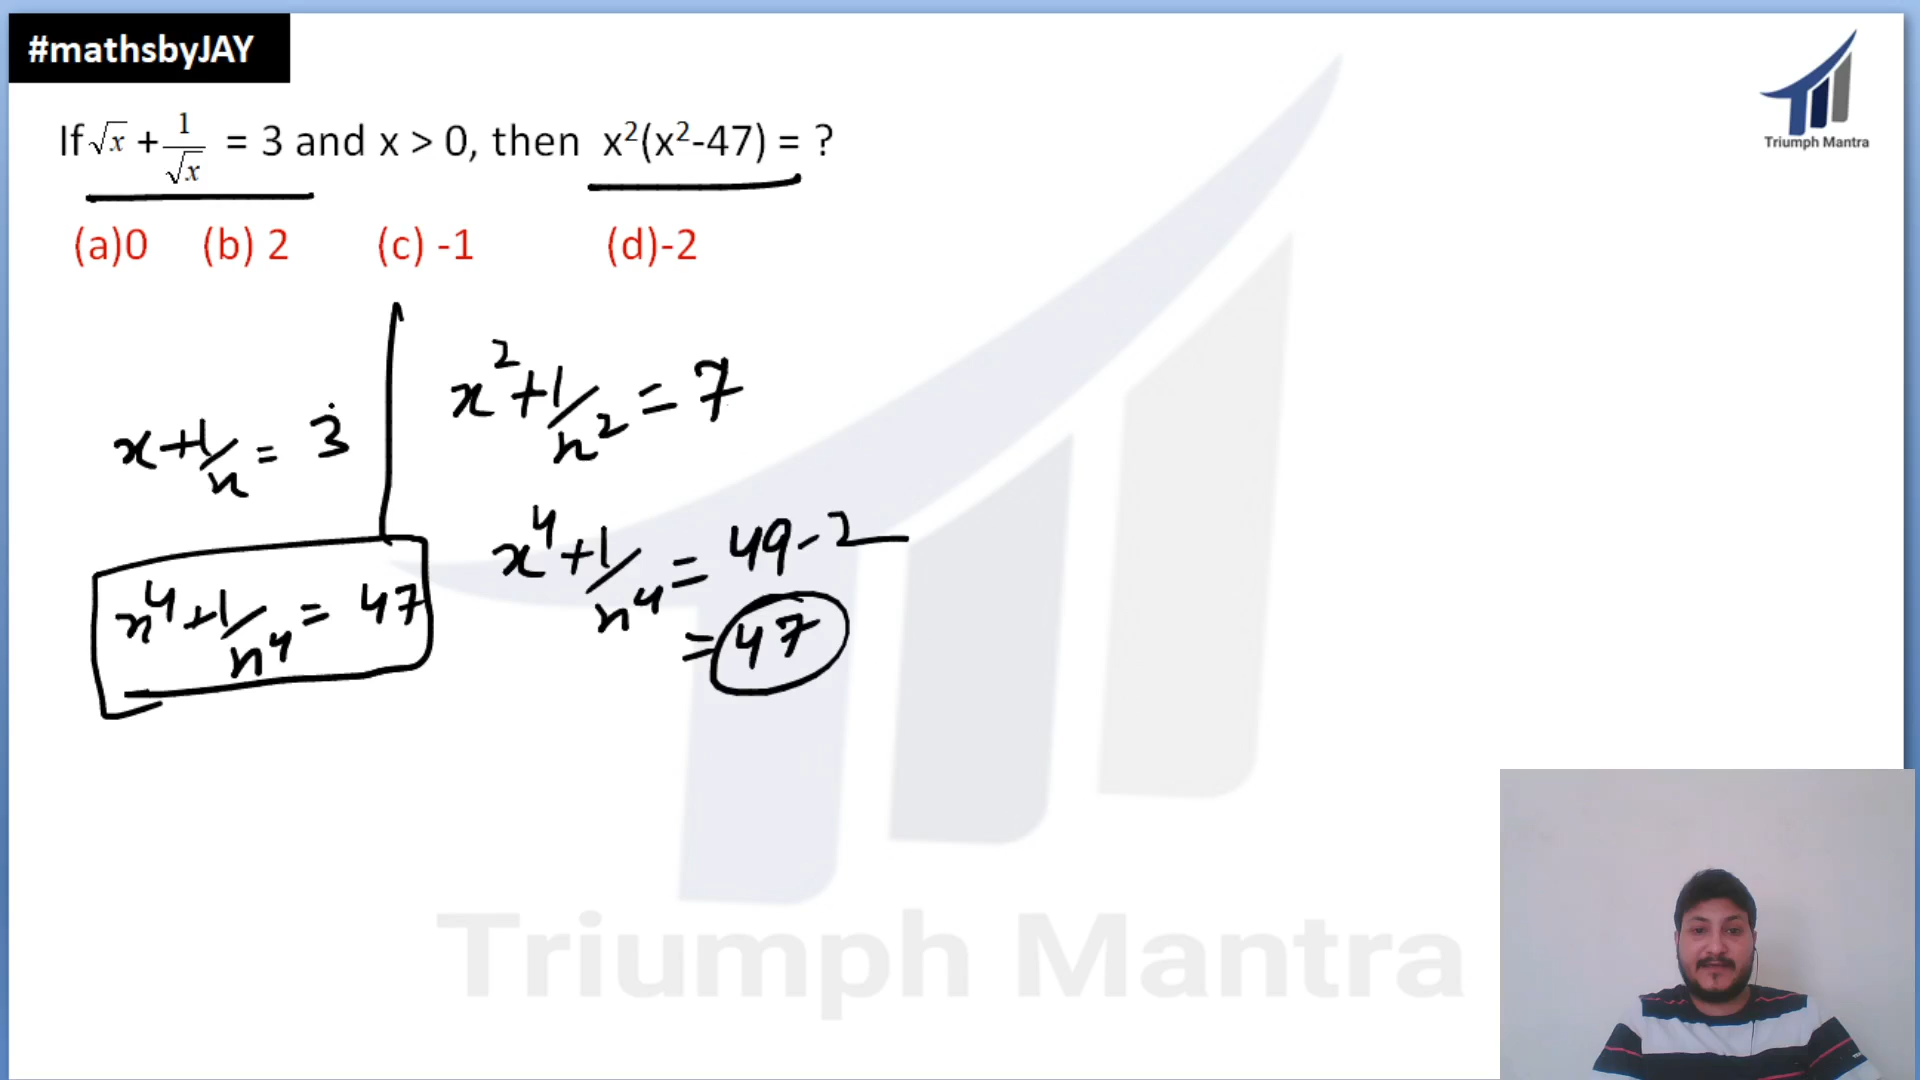 #mathsbyJAY
Triumph Mantra
If √x + 1/√x = 3 and x > 0, then x²(x²-47) = ?
(a)0 (b) 2 (c) -1 (d)-2
x+1/x = 3
x⁴+1/x⁴ = 47
x²+1/x² = 7
x⁴+1/x⁴ = 49-2
= 47
Triumph Mantra